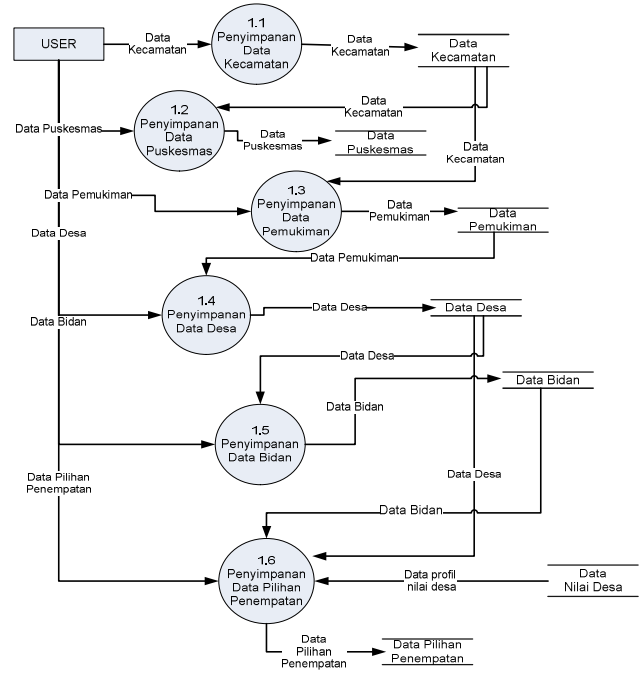 USER
Data
Kecamatan
1.1
Penyimpanan
Data
Kecamatan
Data
Kecamatan
Data
Kecamatan
Data Puskesmas
1.2
Penyimpanan
Data
Puskesmas
Data
Kecamatan
Data
Puskesmas
Data
Puskesmas
Data
Kecamatan
Data Pemukiman
1.3
Penyimpanan
Data
Pemukiman
Data
Pemukiman
Data
Pemukiman
Data Desa
Data Pemukiman
1.4
Penyimpanan
Data Desa
Data Desa
Data Desa
Data Bidan
Data Desa
Data Bidan
Data Bidan
1.5
Penyimpanan
Data Bidan
Data Pilihan
Penempatan
Data Desa
Data Bidan
1.6
Penyimpanan
Data Pilihan
Penempatan
Data profil
nilai desa
Data
Nilai Desa
Data
Pilihan
Penempatan
Data Pilihan
Penempatan